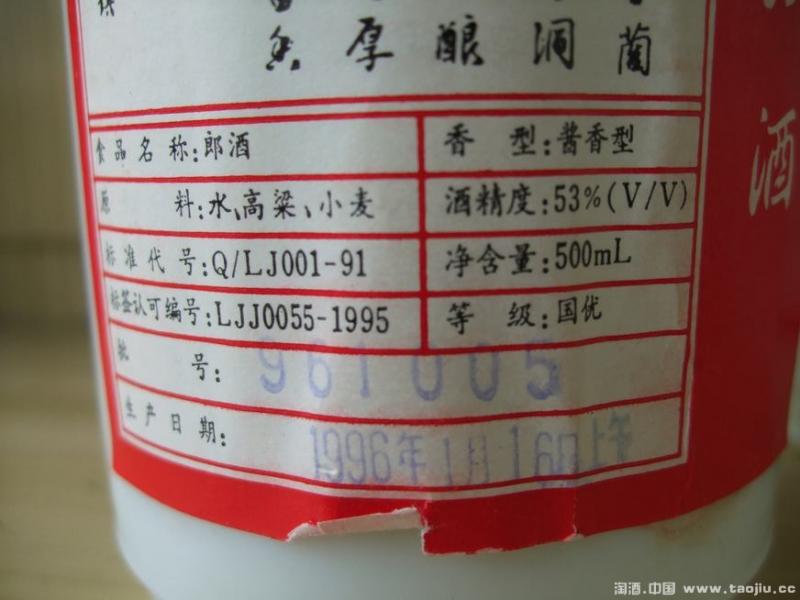 厚酿洞蔺
食品名称:郎酒 香型:酱香型
原料:水、高粱、小麦 酒精度:53%(V/V)
标准代号:Q/LJ001-91 净含量:500mL
标签认可编号:LJJ0055-1995 等级:国优
批号:961005
生产日期:1996年1月16日上午
酒
淘酒.中国 www.taojiu.cc